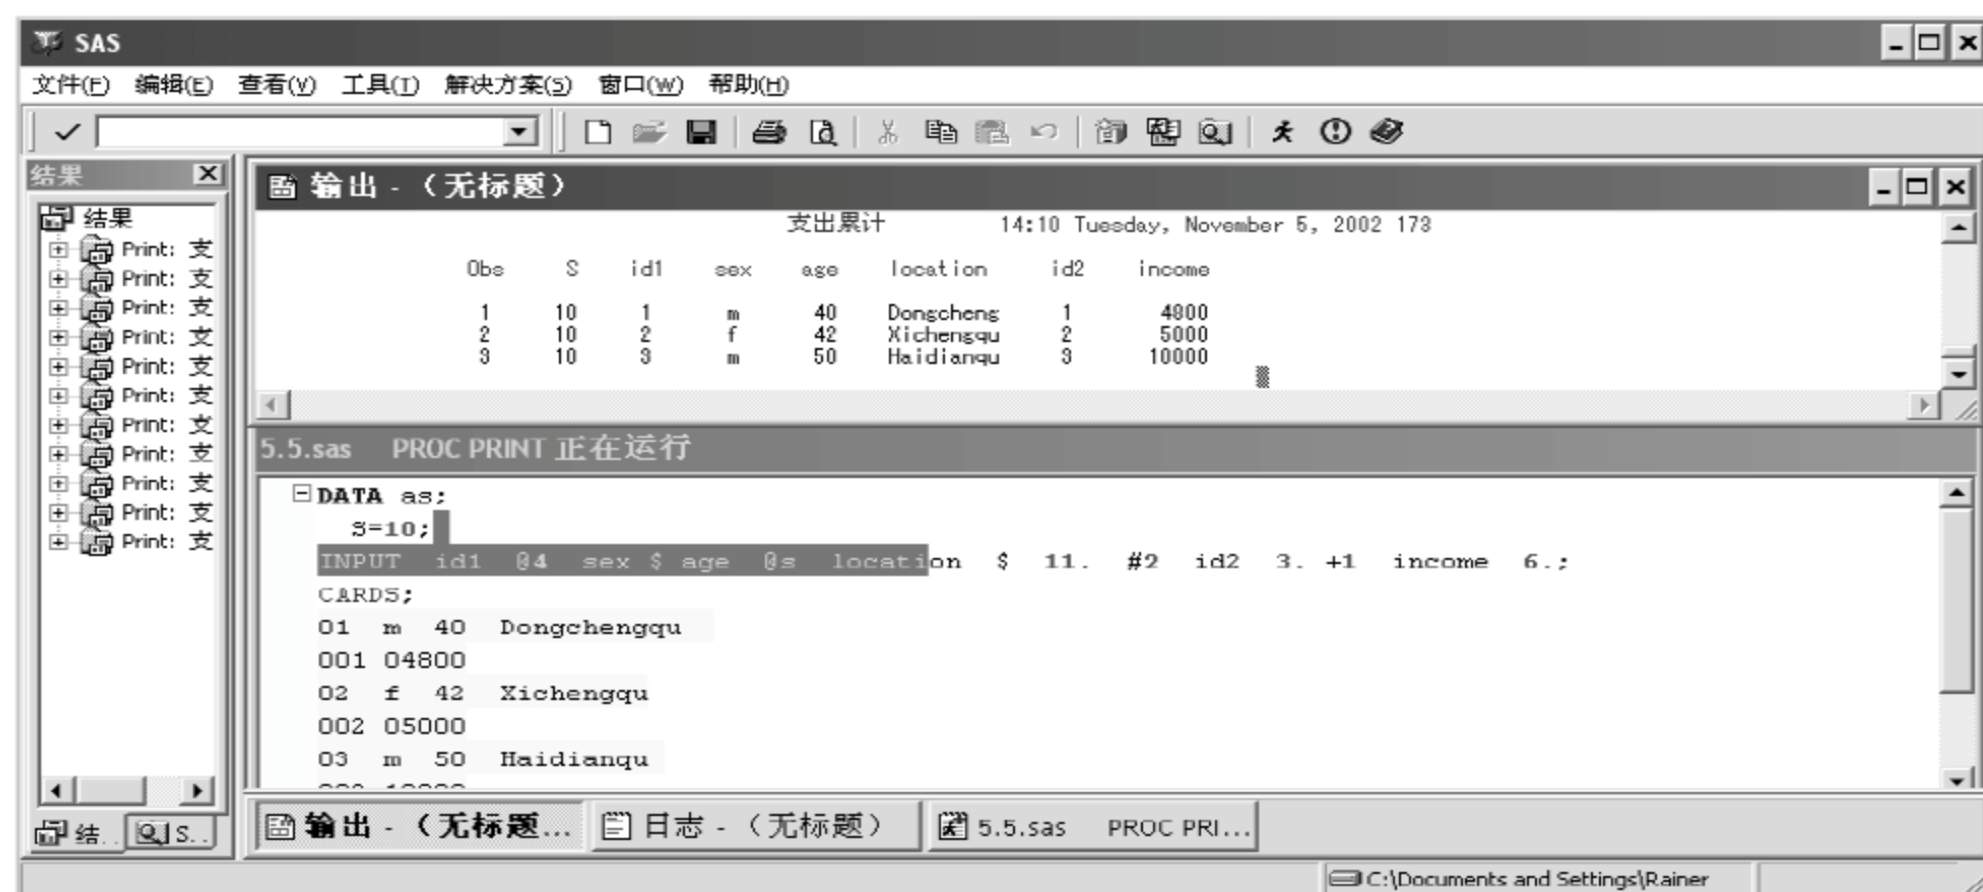 SAS
文件(F) 编辑(E) 查看(V) 工具(T) 解决方案(S) 窗口(W) 帮助(H)
结果
结果
Print: 支
Print: 支
Print: 支
Print: 支
Print: 支
Print: 支
Print: 支
Print: 支
Print: 支
Print: 支
Print: 支
结..
S..
输出 - （无标题）
支出累计 14:10 Tuesday, November 5, 2002 173
Obs S id1 sex age location id2 income
1 10 1 m 40 Dongcheng 1 4800
2 10 2 f 42 Xichengqu 2 5000
3 10 3 m 50 Haidianqu 3 10000
5.5.sas PROC PRINT 正在运行
DATA as;
S=10;
INPUT id1 @4 sex $ age @s location $ 11. #2 id2 3. +1 income 6.;
CARDS;
01 m 40 Dongchengqu
001 04800
02 f 42 Xichengqu
002 05000
03 m 50 Haidianqu
输出 - （无标题...
日志 - （无标题）
5.5.sas PROC PRI...
C:\Documents and Settings\Rainer